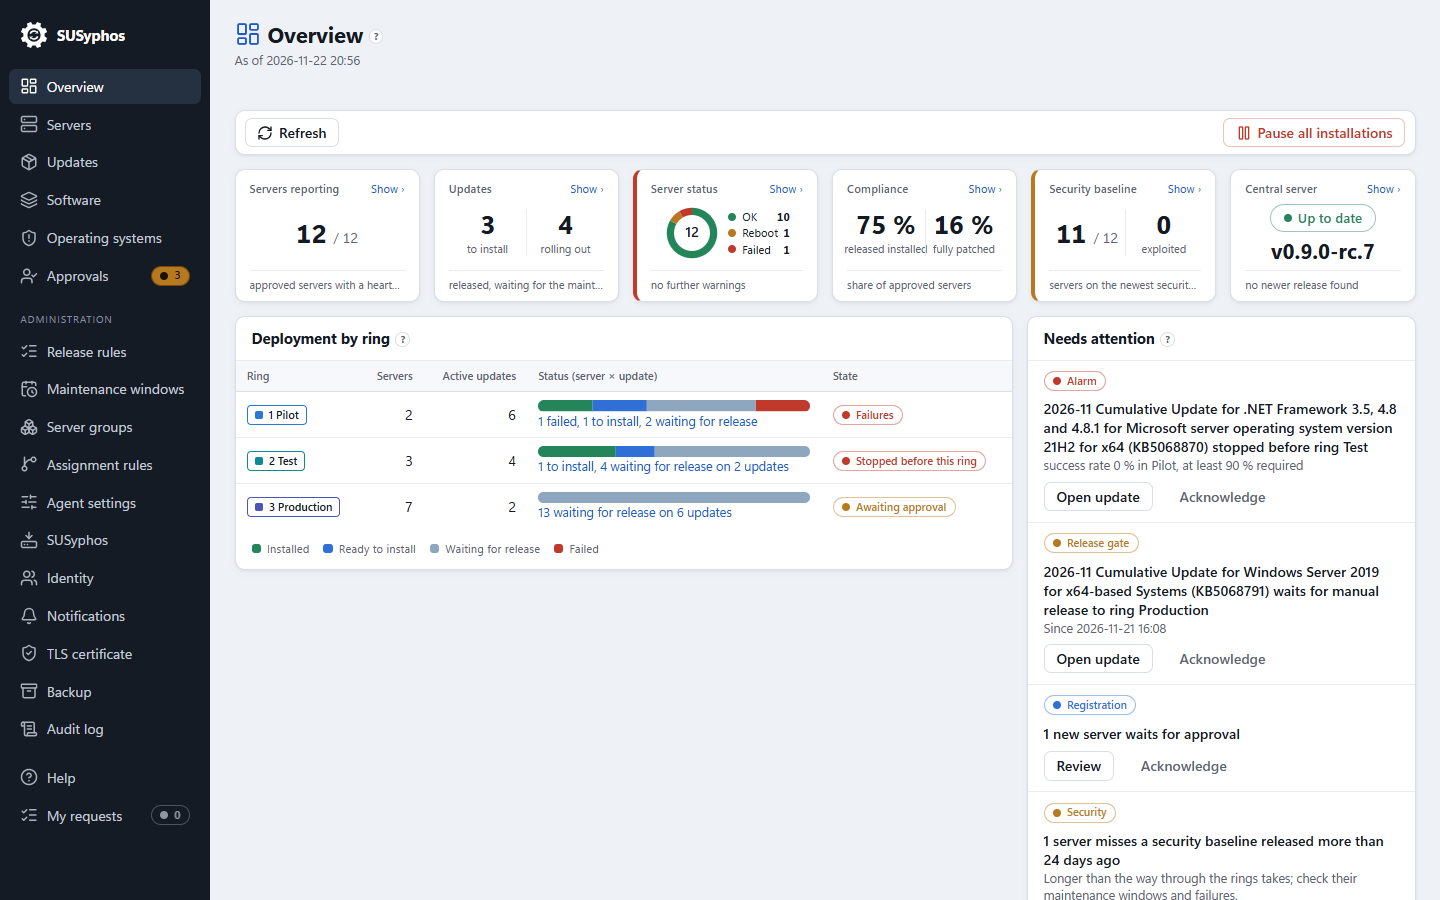 SUSyphos
Overview
Servers
Updates
Software
Operating systems
Approvals 3
ADMINISTRATION
Release rules
Maintenance windows
Server groups
Assignment rules
Agent settings
SUSyphos
Identity
Notifications
TLS certificate
Backup
Audit log
Help
My requests 0
Overview ?
As of 2026-11-22 20:56
Refresh
Pause all installations
Servers reporting Show ›
12 / 12
approved servers with a heart...
Updates Show ›
3 4
to install rolling out
released, waiting for the maint...
Server status Show ›
12
OK 10
Reboot 1
Failed 1
no further warnings
Compliance Show ›
75 % 16 %
released installed fully patched
share of approved servers
Security baseline Show ›
11 / 12 0
exploited
servers on the newest securit...
Central server Show ›
Up to date
v0.9.0-rc.7
no newer release found
Deployment by ring ?
Ring Servers Active updates Status (server × update) State
1 Pilot 2 6 1 failed, 1 to install, 2 waiting for release Failures
2 Test 3 4 1 to install, 4 waiting for release on 2 updates Stopped before this ring
3 Production 7 2 13 waiting for release on 6 updates Awaiting approval
Installed Ready to install Waiting for release Failed
Needs attention ?
Alarm
2026-11 Cumulative Update for .NET Framework 3.5, 4.8
and 4.8.1 for Microsoft server operating system version
21H2 for x64 (KB5068870) stopped before ring Test
success rate 0 % in Pilot, at least 90 % required
Open update Acknowledge
Release gate
2026-11 Cumulative Update for Windows Server 2019
for x64-based Systems (KB5068791) waits for manual
release to ring Production
Since 2026-11-21 16:08
Open update Acknowledge
Registration
1 new server waits for approval
Review Acknowledge
Security
1 server misses a security baseline released more than
24 days ago
Longer than the way through the rings takes; check their
maintenance windows and failures.